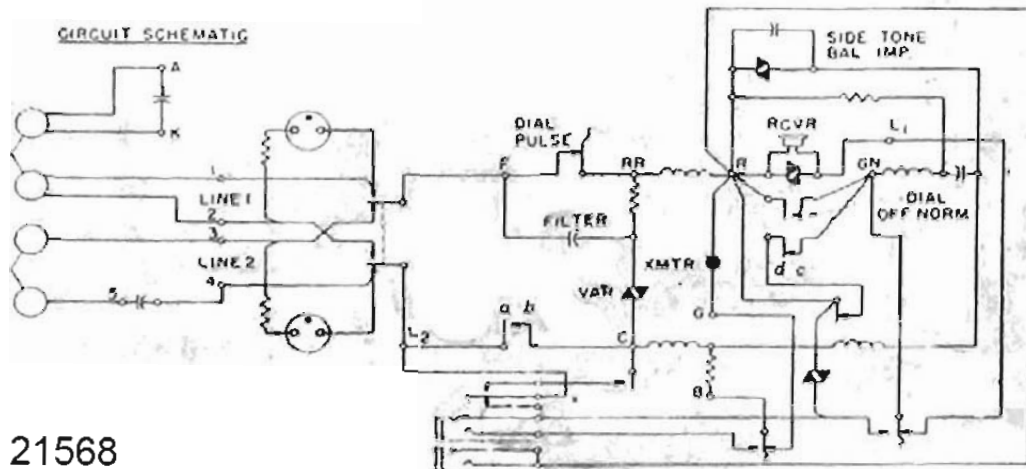 CIRCUIT SCHEMATIC
A
K
SIDE TONE
BAL IMP.
DIAL
PULSE
F
RR
R
RCVR
L1
GN
DIAL
OFF NORM
1
LINE 1
2
3
LINE 2
4
5
FILTER
VAR
XMTR
d c
G
L2
a b
C
B
21568